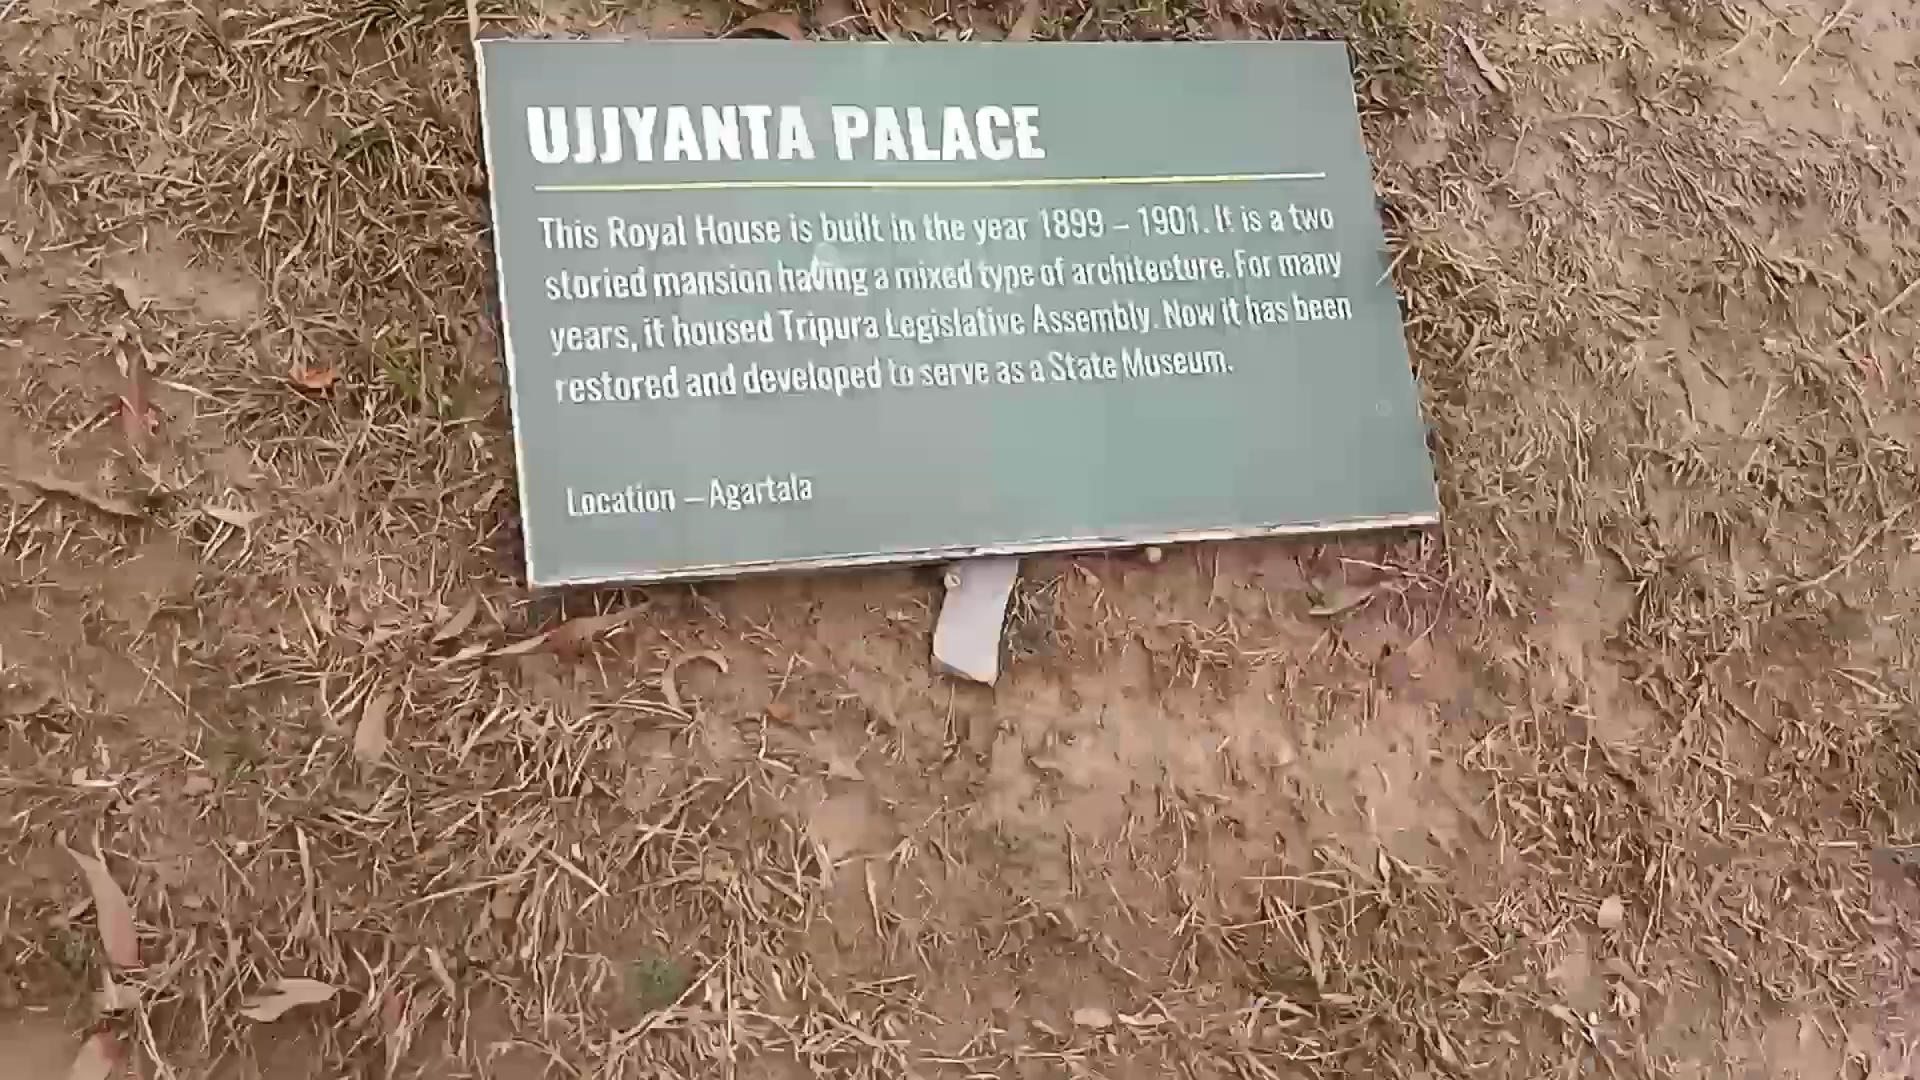 UJJYANTA PALACE
This Royal House is built in the year 1899 – 1901. It is a two
storied mansion having a mixed type of architecture. For many
years, it housed Tripura Legislative Assembly. Now it has been
restored and developed to serve as a State Museum.
Location – Agartala